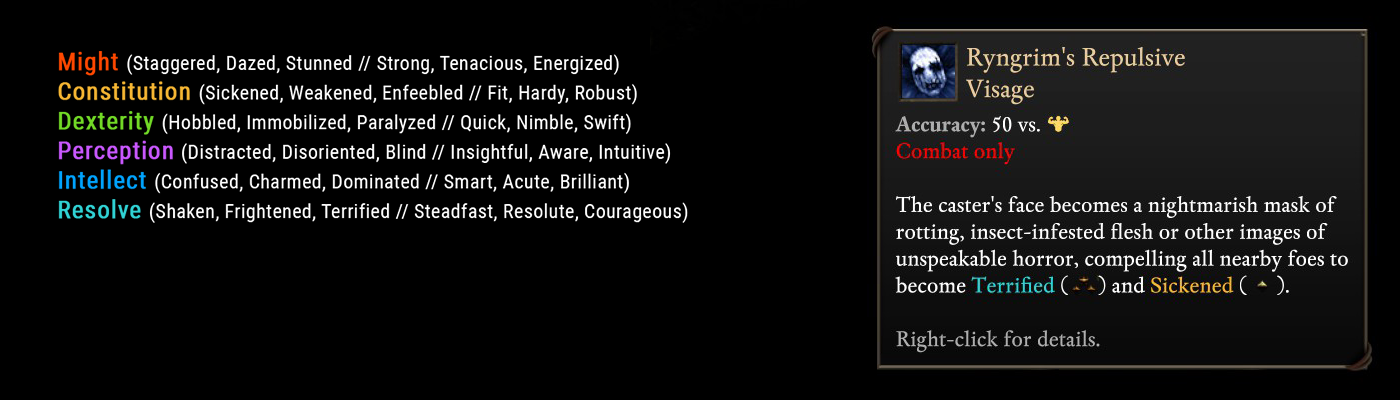 Might (Staggered, Dazed, Stunned // Strong, Tenacious, Energized)
Constitution (Sickened, Weakened, Enfeebled // Fit, Hardy, Robust)
Dexterity (Hobbled, Immobilized, Paralyzed // Quick, Nimble, Swift)
Perception (Distracted, Disoriented, Blind // Insightful, Aware, Intuitive)
Intellect (Confused, Charmed, Dominated // Smart, Acute, Brilliant)
Resolve (Shaken, Frightened, Terrified // Steadfast, Resolute, Courageous)
Ryngrim's Repulsive
Visage
Accuracy: 50 vs.
Combat only
The caster's face becomes a nightmarish mask of
rotting, insect-infested flesh or other images of
unspeakable horror, compelling all nearby foes to
become Terrified ( ) and Sickened ( ).
Right-click for details.